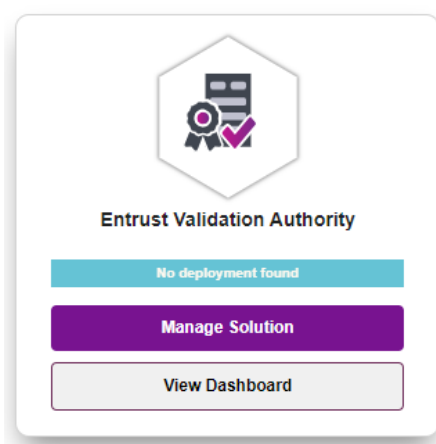 Entrust Validation Authority
No deployment found
Manage Solution
View Dashboard